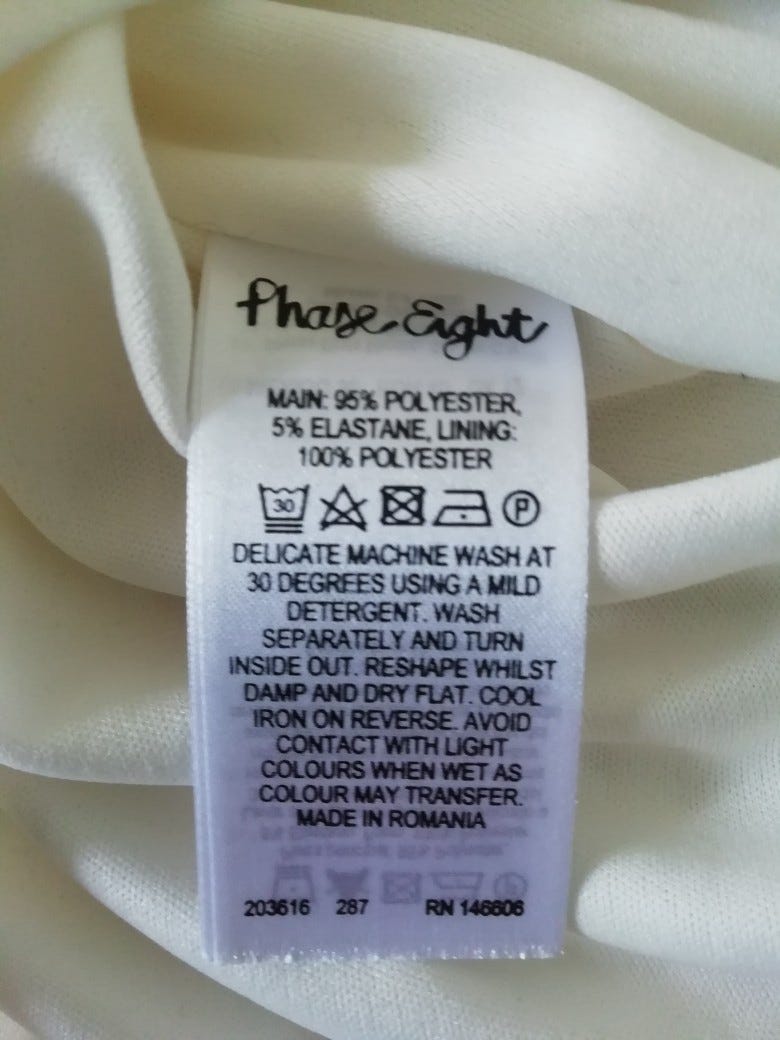 Phase Eight
MAIN: 95% POLYESTER,
5% ELASTANE, LINING:
100% POLYESTER
30 P
DELICATE MACHINE WASH AT
30 DEGREES USING A MILD
DETERGENT. WASH
SEPARATELY AND TURN
INSIDE OUT. RESHAPE WHILST
DAMP AND DRY FLAT. COOL
IRON ON REVERSE. AVOID
CONTACT WITH LIGHT
COLOURS WHEN WET AS
COLOUR MAY TRANSFER.
MADE IN ROMANIA
203616 287 RN 146606